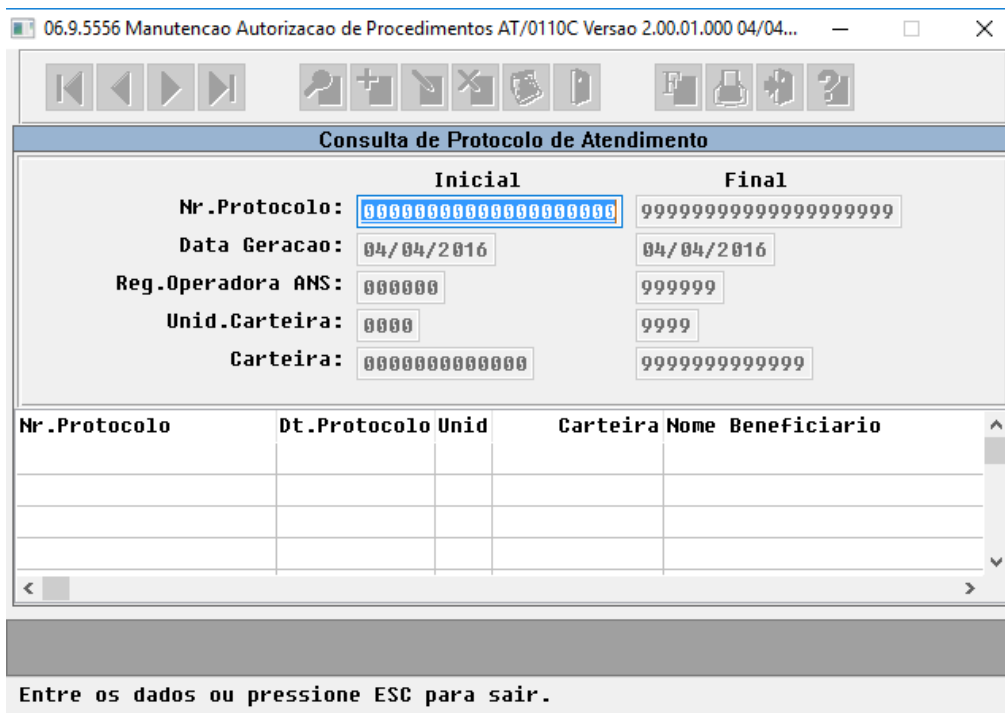 06.9.5556 Manutencao Autorizacao de Procedimentos AT/0110C Versao 2.00.01.000 04/04...
F ?
Consulta de Protocolo de Atendimento
Inicial Final
Nr.Protocolo: 00000000000000000000 99999999999999999999
Data Geracao: 04/04/2016 04/04/2016
Reg.Operadora ANS: 000000 999999
Unid.Carteira: 0000 9999
Carteira: 0000000000000 9999999999999
Nr.Protocolo Dt.Protocolo Unid Carteira Nome Beneficiario
Entre os dados ou pressione ESC para sair.